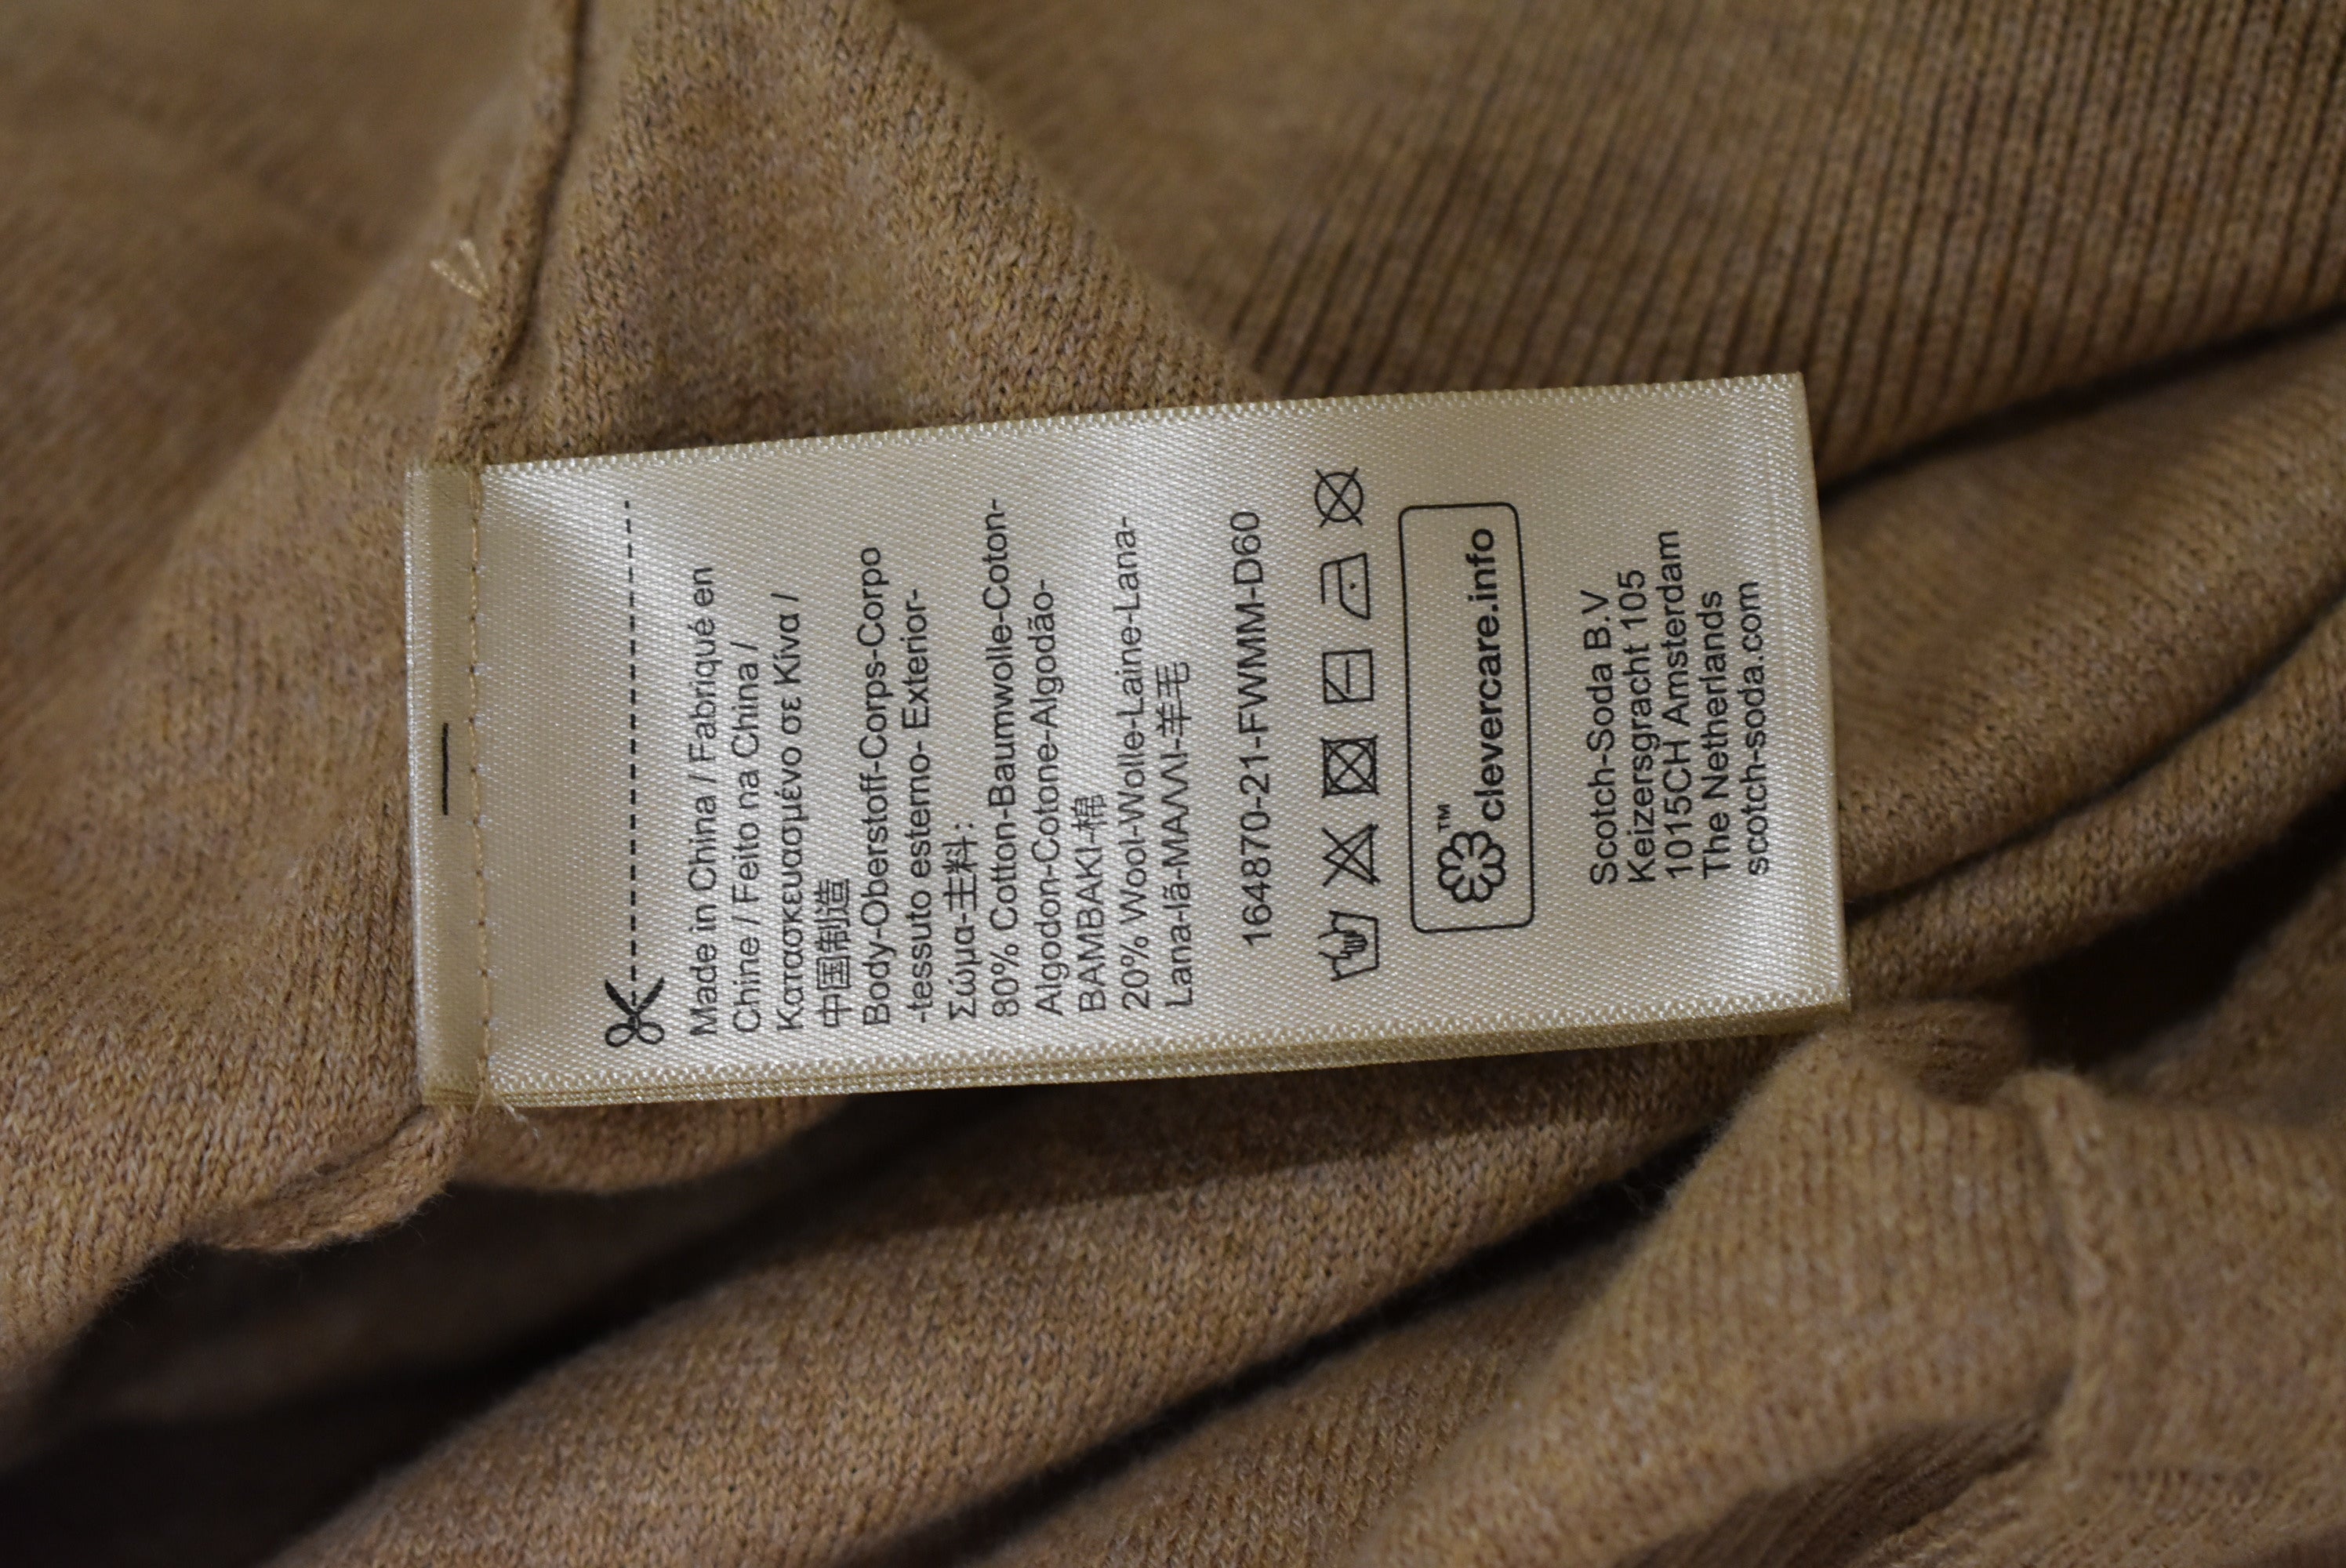 Made in China / Fabriqué en
Chine / Feito na China /
Κατασκευασμένο σε Κίνα /
中国制造
Body-Oberstoff-Corps-Corpo
-tessuto esterno- Exterior-
Σώμα-主料:
80% Cotton-Baumwolle-Coton-
Algodon-Cotone-Algodão-
BAMBAKI-棉
20% Wool-Wolle-Laine-Lana-
Lana-lã-ΜΑΛΛΙ-羊毛
164870-21-FWMM-D60
™
clevercare.info
Scotch-Soda B.V
Keizersgracht 105
1015CH Amsterdam
The Netherlands
scotch-soda.com